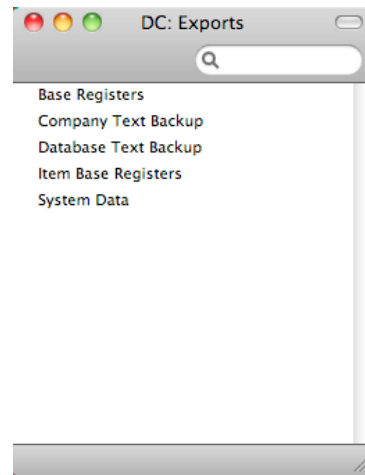 DC: Exports
Base Registers
Company Text Backup
Database Text Backup
Item Base Registers
System Data